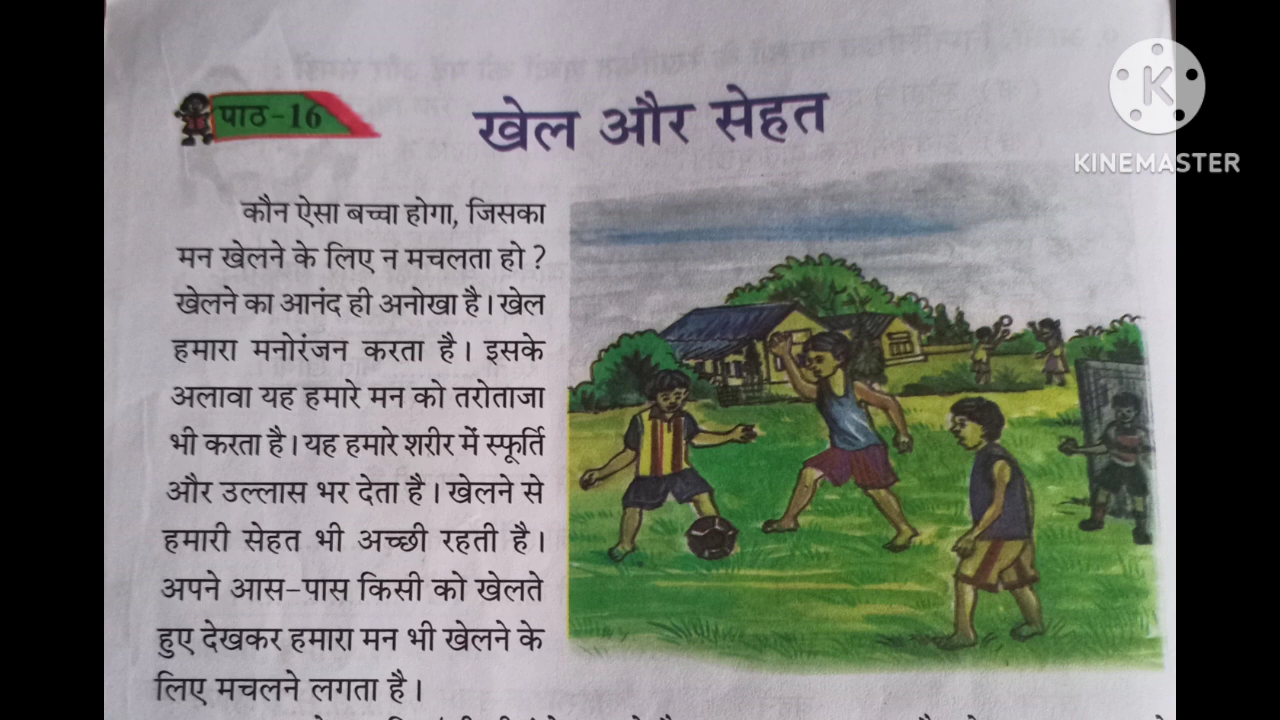 पाठ-16
खेल और सेहत
K
KINEMASTER
कौन ऐसा बच्चा होगा, जिसका
मन खेलने के लिए न मचलता हो ?
खेलने का आनंद ही अनोखा है। खेल
हमारा मनोरंजन करता है। इसके
अलावा यह हमारे मन को तरोताजा
भी करता है। यह हमारे शरीर में स्फूर्ति
और उल्लास भर देता है। खेलने से
हमारी सेहत भी अच्छी रहती है।
अपने आस-पास किसी को खेलते
हुए देखकर हमारा मन भी खेलने के
लिए मचलने लगता है।